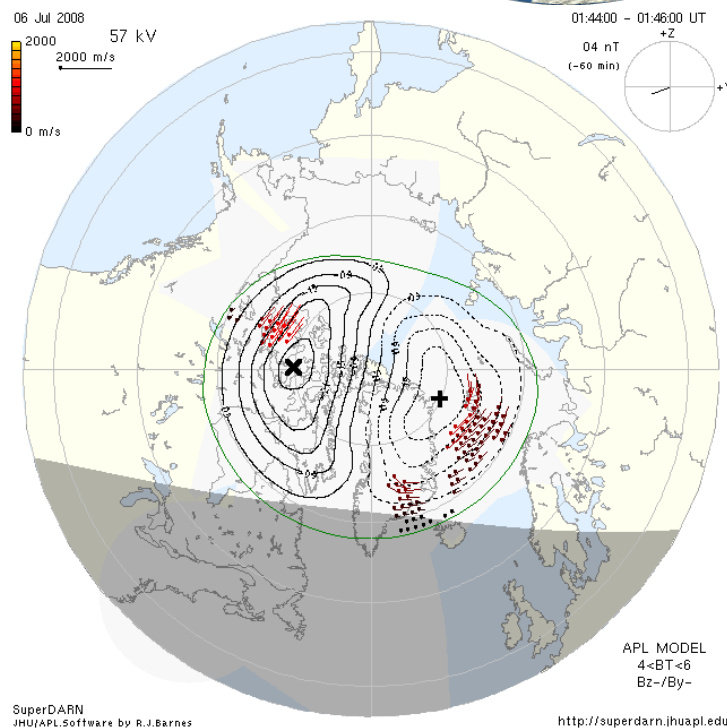 06 Jul 2008
57 kV
01:44:00 - 01:46:00 UT
2000
2000 m/s
0 m/s
+Z
04 nT
(-60 min)
APL MODEL
4<BT<6
Bz-/By-
SuperDARN
JHU/APL Software by R.J.Barnes
http://superdarn.jhuapl.edu